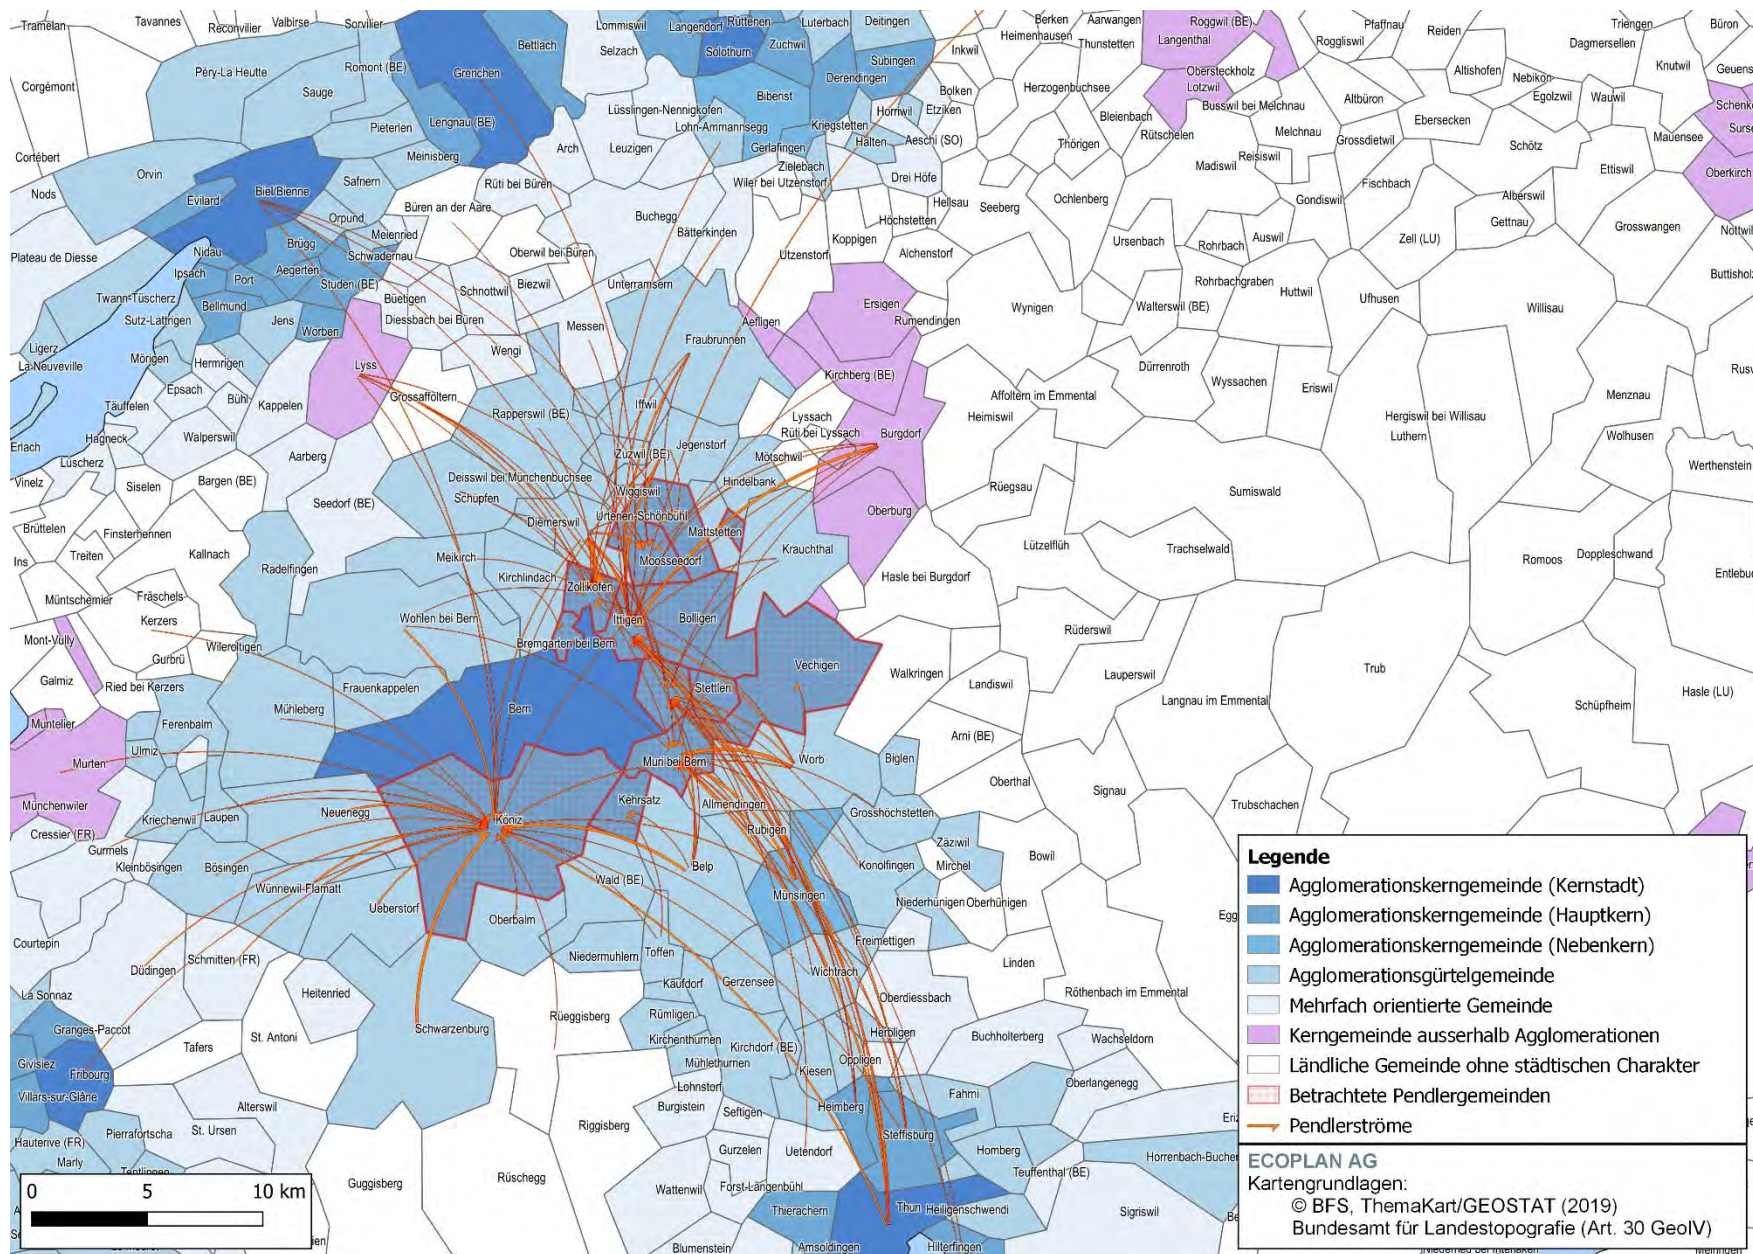 Tramelan
Tavannes
Reconvilier
Valbirse
Sorvilier
Corgémont
Péry-La Heutte
Romont (BE)
Sauge
Grenchen
Bettlach
Lommiswil
Selzach
Langendorf
Rüttenen
Solothurn
Zuchwil
Luterbach
Deitingen
Subingen
Derendingen
Biberist
Inkwil
Berken
Heimenhausen
Aarwangen
Thunstetten
Roggwil (BE)
Langenthal
Obersteckholz
Lotzwil
Busswil bei Melchnau
Pfaffnau
Roggliswil
Reiden
Altishofen
Nebikon
Egolzwil
Wauwil
Triengen
Dagmersellen
Büron
Knutwil
Geuens
Schenk
Surse
Mauensee
Oberkirch
Cortébert
Orvin
Pieterlen
Lengnau (BE)
Meinisberg
Arch
Leuzigen
Lüsslingen-Nennigkofen
Lohn-Ammannsegg
Gerlafingen
Kriegstetten
Horriwil
Halten
Etziken
Bolken
Aeschi (SO)
Herzogenbuchsee
Bleienbach
Thörigen
Rütschelen
Madiswil
Melchnau
Reisiswil
Altbüron
Grossdietwil
Ebersecken
Schötz
Ettiswil
Fischbach
Gondiswil
Alberswil
Gettnau
Grosswangen
Nottwil
Nods
Evilard
Biel/Bienne
Safnern
Orpund
Rüti bei Büren
Büren an der Aare
Meienried
Zielebach
Wiler bei Utzenstorf
Drei Höfe
Hellsau
Höchstetten
Seeberg
Ochlenberg
Buchegg
Bätterkinden
Koppigen
Utzenstorf
Alchenstorf
Ursenbach
Rohrbach
Auswil
Rohrbachgraben
Huttwil
Zell (LU)
Ufhusen
Willisau
Buttisholz
Plateau de Diesse
Nidau
Ipsach
Brügg
Aegerten
Port
Schwadernau
Studen (BE)
Bellmund
Twann-Tüscherz
Sutz-Lattrigen
Jens
Worben
Oberwil bei Büren
Büetigen
Diessbach bei Büren
Schnottwil
Biezwil
Unterramsern
Messen
Wengi
Aefligen
Ersigen
Rumendingen
Wynigen
Walterswil (BE)
Ligerz
La Neuveville
Mörigen
Hermrigen
Epsach
Bühl
Täuffelen
Kappelen
Lyss
Grossaffoltern
Fraubrunnen
Kirchberg (BE)
Dürrenroth
Wyssachen
Eriswil
Hergiswil bei Willisau
Luthern
Menznau
Rusw
Erlach
Hagneck
Lüscherz
Walperswil
Aarberg
Rapperswil (BE)
Iffwil
Jegenstorf
Zuzwil (BE)
Lyssach
Rüti bei Lyssach
Burgdorf
Mötschwil
Affoltern im Emmental
Heimiswil
Wolhusen
Werthenstein
Vinelz
Siselen
Bargen (BE)
Seedorf (BE)
Deisswil bei Münchenbuchsee
Schüpfen
Wiggiswil
Hindelbank
Oberburg
Rüegsau
Sumiswald
Brüttelen
Finsterhennen
Treiten
Kallnach
Ins
Diemerswil
Urtenen-Schönbühl
Mattstetten
Moosseedorf
Krauchthal
Lützelflüh
Trachselwald
Romoos
Doppleschwand
Entlebuc
Müntschemier
Fräschels
Radelfingen
Meikirch
Kirchlindach
Zollikofen
Hasle bei Burgdorf
Mont-Vully
Kerzers
Gurbrü
Wileroltigen
Wohlen bei Bern
Ittigen
Bolligen
Bremgarten bei Bern
Rüderswil
Galmiz
Ried bei Kerzers
Frauenkappelen
Stettlen
Vechigen
Walkringen
Landiswil
Lauperswil
Langnau im Emmental
Trub
Schüpfheim
Hasle (LU)
Muntelier
Ferenbalm
Mühleberg
Bern
Murten
Ulmiz
Muri bei Bern
Worb
Biglen
Arni (BE)
Oberthal
Signau
Trubschachen
Münchenwiler
Cressier (FR)
Kriechenwil
Laupen
Neuenegg
Köniz
Kehrsatz
Allmendingen
Rubigen
Grosshöchstetten
Zäziwil
Gurmels
Kleinbösingen
Bösingen
Wünnewil-Flamatt
Ueberstorf
Oberbalm
Wald (BE)
Belp
Münsingen
Konolfingen
Mirchel
Bowil
Niederhünigen
Oberhünigen
Egg
Courtepin
Düdingen
Schmitten (FR)
Niedermuhlern
Toffen
Freimettigen
Wichtrach
Linden
La Sonnaz
Heitenried
Kaufdorf
Gerzensee
Oberdiessbach
Röthenbach im Emmental
Granges-Paccot
Givisiez
Fribourg
Villars-sur-Glâne
Tafers
St. Antoni
Schwarzenburg
Rüeggisberg
Rümligen
Kirchenthurnen
Mühlethurnen
Kirchdorf (BE)
Kiesen
Herbligen
Oppligen
Buchholterberg
Wachseldorn
Oberlangenegg
Alterswil
St. Ursen
Lohnstorf
Burgistein
Riggisberg
Seftigen
Heimberg
Fahrni
Eriz
Hauterive (FR)
Marly
Pierrafortscha
Tentlingen
Guggisberg
Rüschegg
Gurzelen
Uetendorf
Steffisburg
Homberg
Teuffenthal (BE)
Horrenbach-Buchen
Wattenwil
Forst-Längenbühl
Thierachern
Thun
Heiligenschwendi
Sigriswil
Blumenstein
Amsoldingen
Hilterfingen
Legende
Agglomerationskerngemeinde (Kernstadt)
Agglomerationskerngemeinde (Hauptkern)
Agglomerationskerngemeinde (Nebenkern)
Agglomerationsgürtelgemeinde
Mehrfach orientierte Gemeinde
Kerngemeinde ausserhalb Agglomerationen
Ländliche Gemeinde ohne städtischen Charakter
Betrachtete Pendlergemeinden
Pendlerströme
ECOPLAN AG
Kartengrundlagen:
© BFS, ThemaKart/GEOSTAT (2019)
Bundesamt für Landestopografie (Art. 30 GeoIV)
0 5 10 km